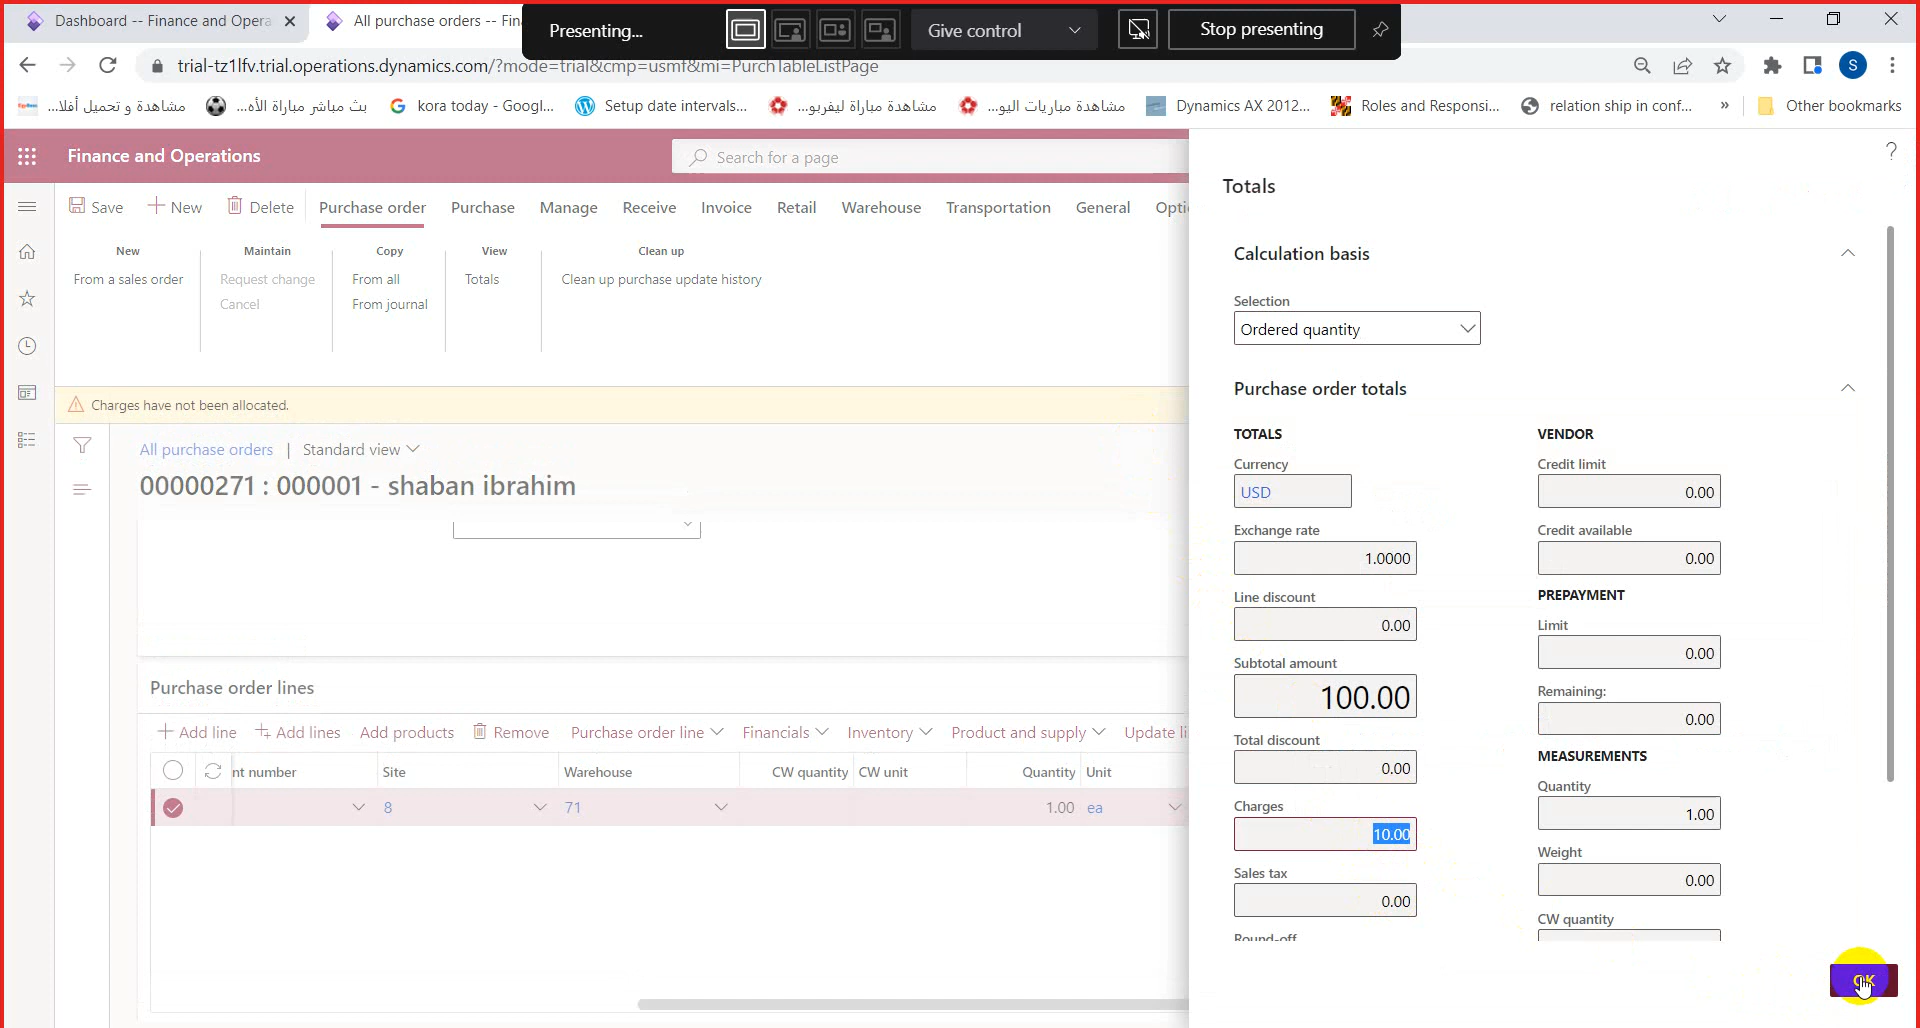 Dashboard -- Finance and Opera
All purchase orders -- Fin
Presenting...
Give control
Stop presenting
trial-tz1lfv.trial.operations.dynamics.com/?mode=trial&cmp=usmf&mi=PurchTableListPage
S
مشاهدة و تحميل أفلا...
بث مباشر مباراة الأه...
kora today - Googl...
Setup date intervals...
مشاهدة مباراة ليفربو...
مشاهدة مباريات اليو...
Dynamics AX 2012...
Roles and Responsi...
relation ship in conf...
»
Other bookmarks
Finance and Operations
Search for a page
?
Save
New
Delete
Purchase order
Purchase
Manage
Receive
Invoice
Retail
Warehouse
Transportation
General
Opti
New
Maintain
Copy
View
Clean up
From a sales order
Request change
From all
Totals
Clean up purchase update history
Cancel
From journal
Charges have not been allocated.
All purchase orders | Standard view
00000271 : 000001 - shaban ibrahim
Purchase order lines
Add line
Add lines
Add products
Remove
Purchase order line
Financials
Inventory
Product and supply
Update li
nt number
Site
Warehouse
CW quantity
CW unit
Quantity
Unit
8
71
1.00
ea
Totals
Calculation basis
Selection
Ordered quantity
Purchase order totals
TOTALS
Currency
USD
Exchange rate
1.0000
Line discount
0.00
Subtotal amount
100.00
Total discount
0.00
Charges
10.00
Sales tax
0.00
Round-off
VENDOR
Credit limit
0.00
Credit available
0.00
PREPAYMENT
Limit
0.00
Remaining:
0.00
MEASUREMENTS
Quantity
1.00
Weight
0.00
CW quantity
OK